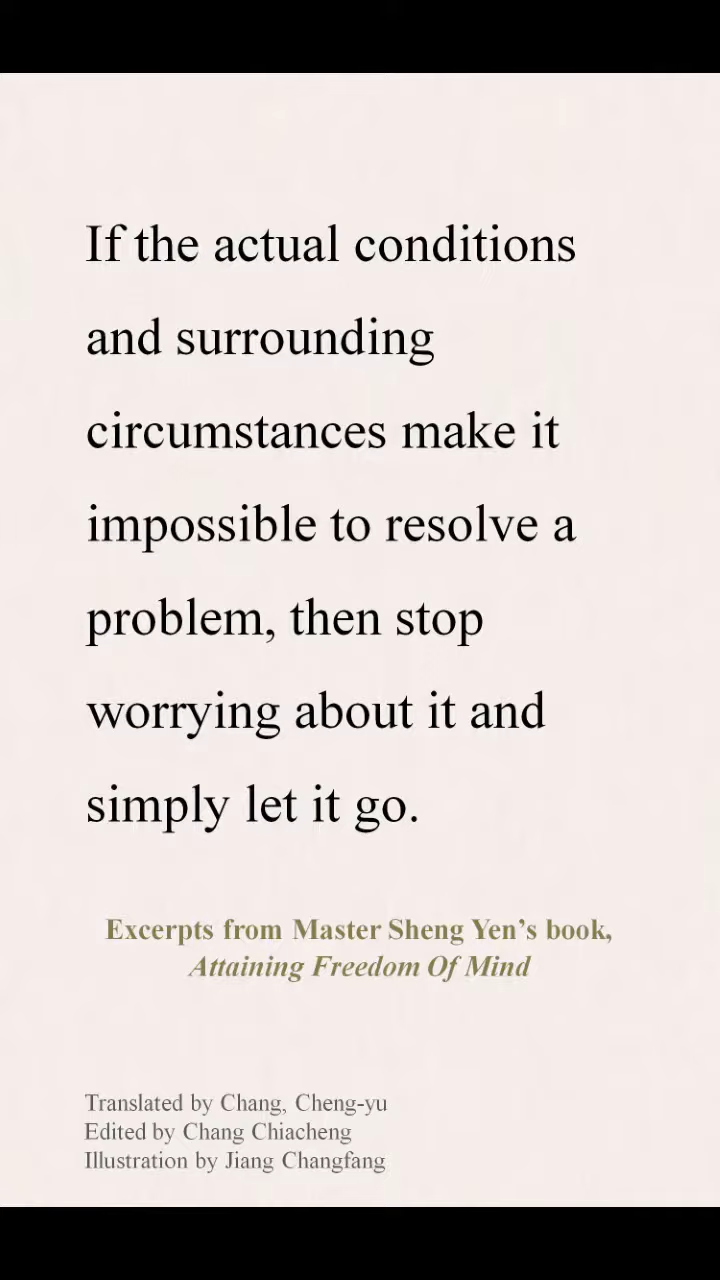 If the actual conditions
and surrounding
circumstances make it
impossible to resolve a
problem, then stop
worrying about it and
simply let it go.
Excerpts from Master Sheng Yen’s book,
Attaining Freedom Of Mind
Translated by Chang, Cheng-yu
Edited by Chang Chiacheng
Illustration by Jiang Changfang